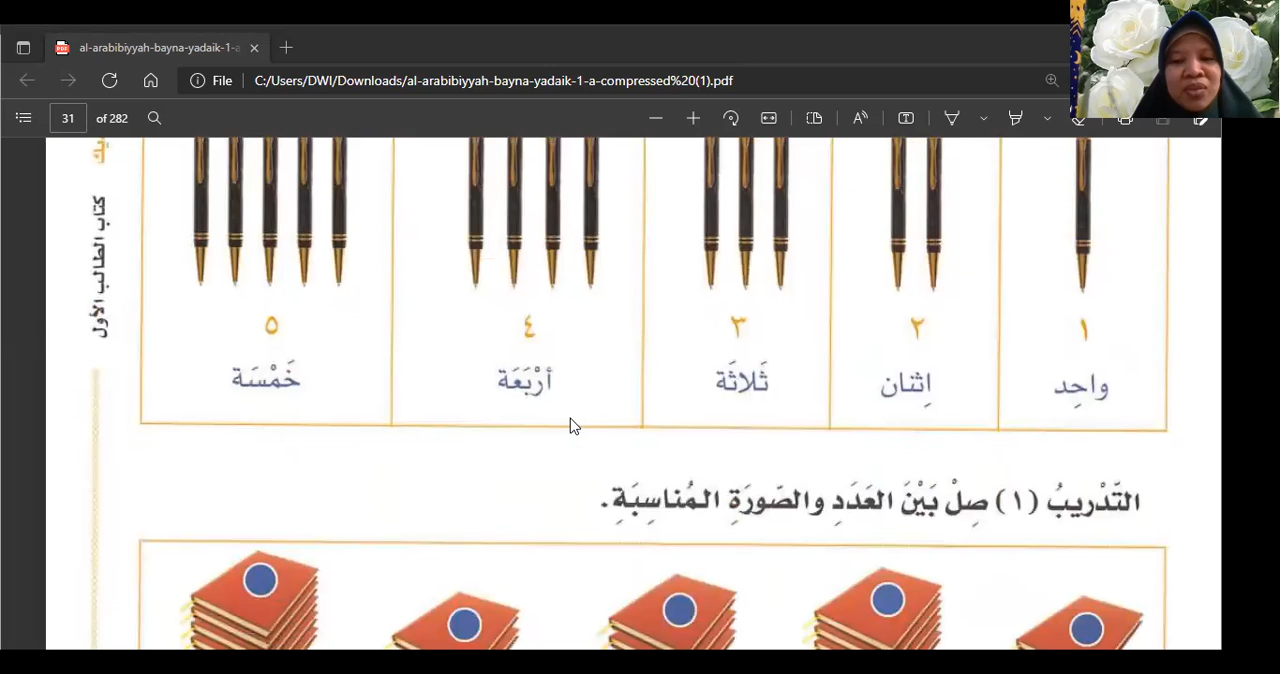 al-arabibiyyah-bayna-yadaik-1-a
File C:/Users/DWI/Downloads/al-arabibiyyah-bayna-yadaik-1-a-compressed%20(1).pdf
31 of 282
كتاب الطالب الأول
١ ٢ ٣ ٤ ٥
واحِد اِثنان ثَلاثَة أرْبَعَة خَمْسَة
التّدْريبُ (١) صِلْ بَيْنَ العَدَدِ والصّورَةِ المُناسِبَةِ.